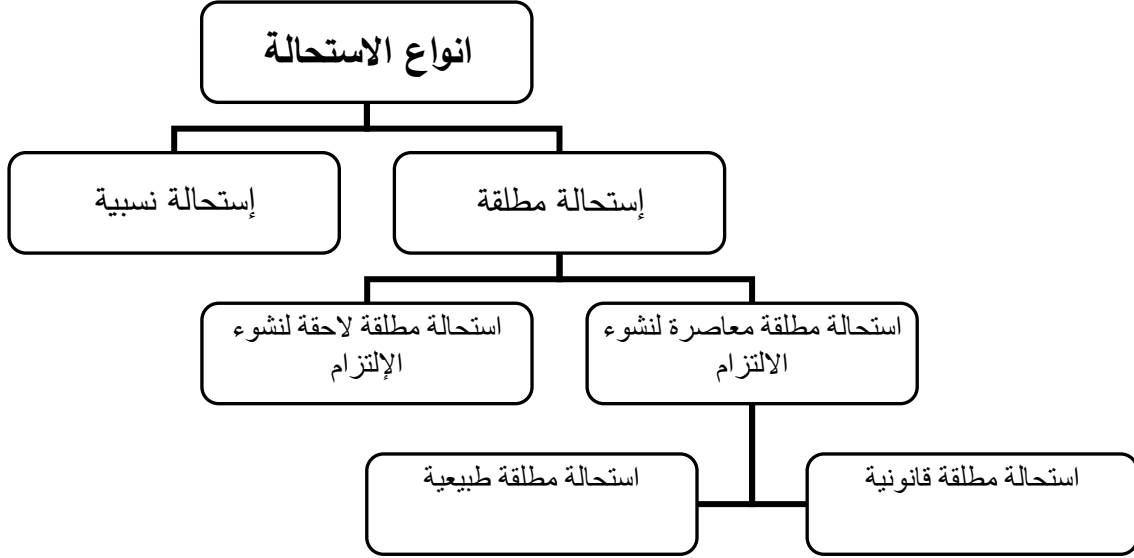 انواع الاستحالة
إستحالة مطلقة
إستحالة نسبية
استحالة مطلقة معاصرة لنشوء
الالتزام
استحالة مطلقة لاحقة لنشوء
الإلتزام
استحالة مطلقة قانونية
استحالة مطلقة طبيعية